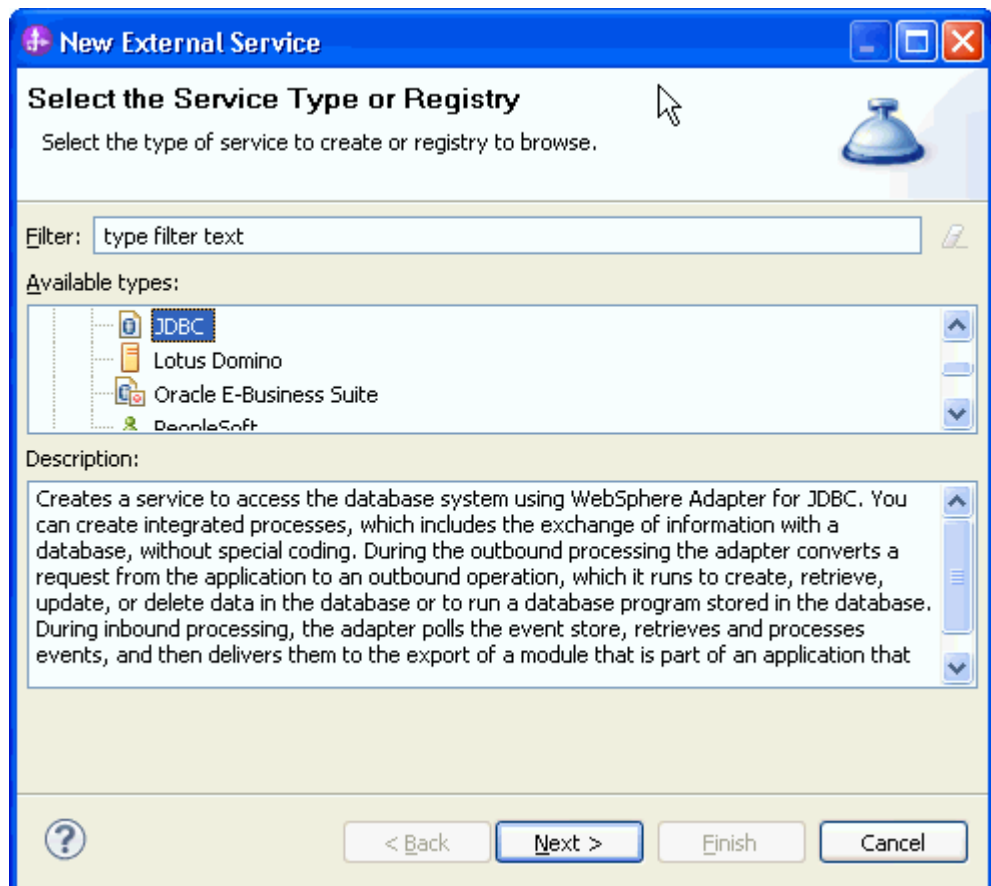 New External Service
Select the Service Type or Registry
Select the type of service to create or registry to browse.
Filter: type filter text
Available types:
JDBC
Lotus Domino
Oracle E-Business Suite
PeopleSoft
Description:
Creates a service to access the database system using WebSphere Adapter for JDBC. You
can create integrated processes, which includes the exchange of information with a
database, without special coding. During the outbound processing the adapter converts a
request from the application to an outbound operation, which it runs to create, retrieve,
update, or delete data in the database or to run a database program stored in the database.
During inbound processing, the adapter polls the event store, retrieves and processes
events, and then delivers them to the export of a module that is part of an application that
< Back Next > Finish Cancel